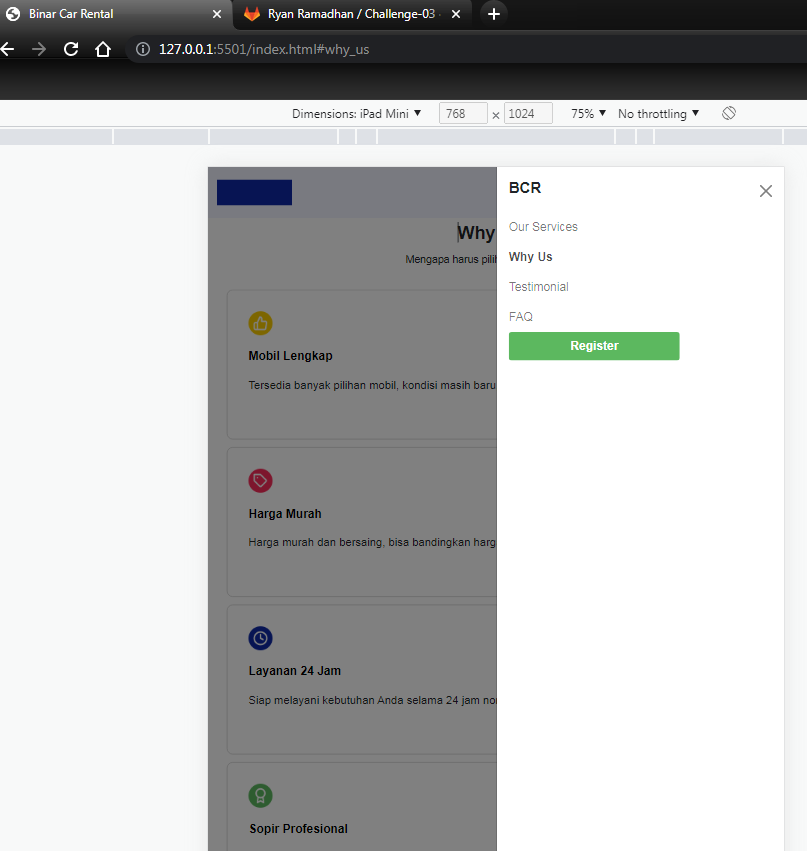 Binar Car Rental
Ryan Ramadhan / Challenge-03
127.0.0.1:5501/index.html#why_us
Dimensions: iPad Mini ▼ 768 × 1024 75% ▼ No throttling ▼
BCR
Our Services
Why Us
Testimonial
FAQ
Register
Why
Mengapa harus pilih
Mobil Lengkap
Tersedia banyak pilihan mobil, kondisi masih baru
Harga Murah
Harga murah dan bersaing, bisa bandingkan harg
Layanan 24 Jam
Siap melayani kebutuhan Anda selama 24 jam non
Sopir Profesional